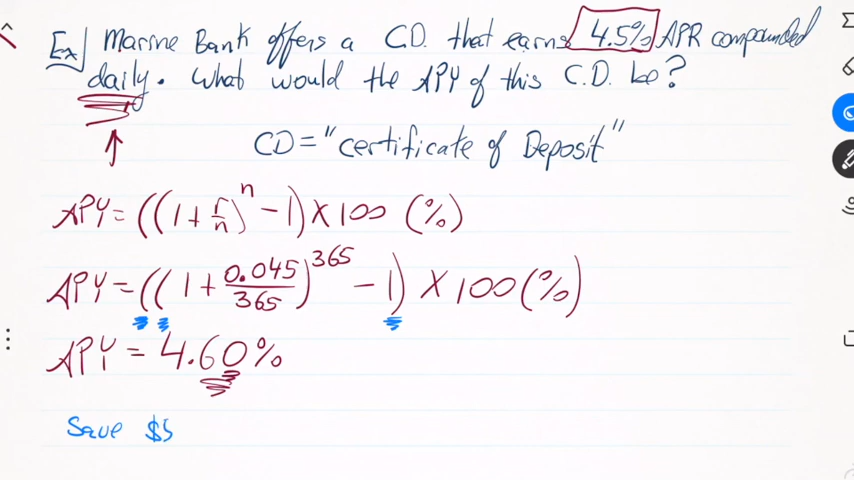 Ex Marine Bank offers a C.D. that earns 4.5% APR compounded
daily. What would the APY of this C.D. be?
CD = "certificate of Deposit"
APY = ((1 + r/n)^n - 1) X 100 (%)
APY = ((1 + 0.045/365)^365 - 1) X 100 (%)
APY = 4.60%
Save $5